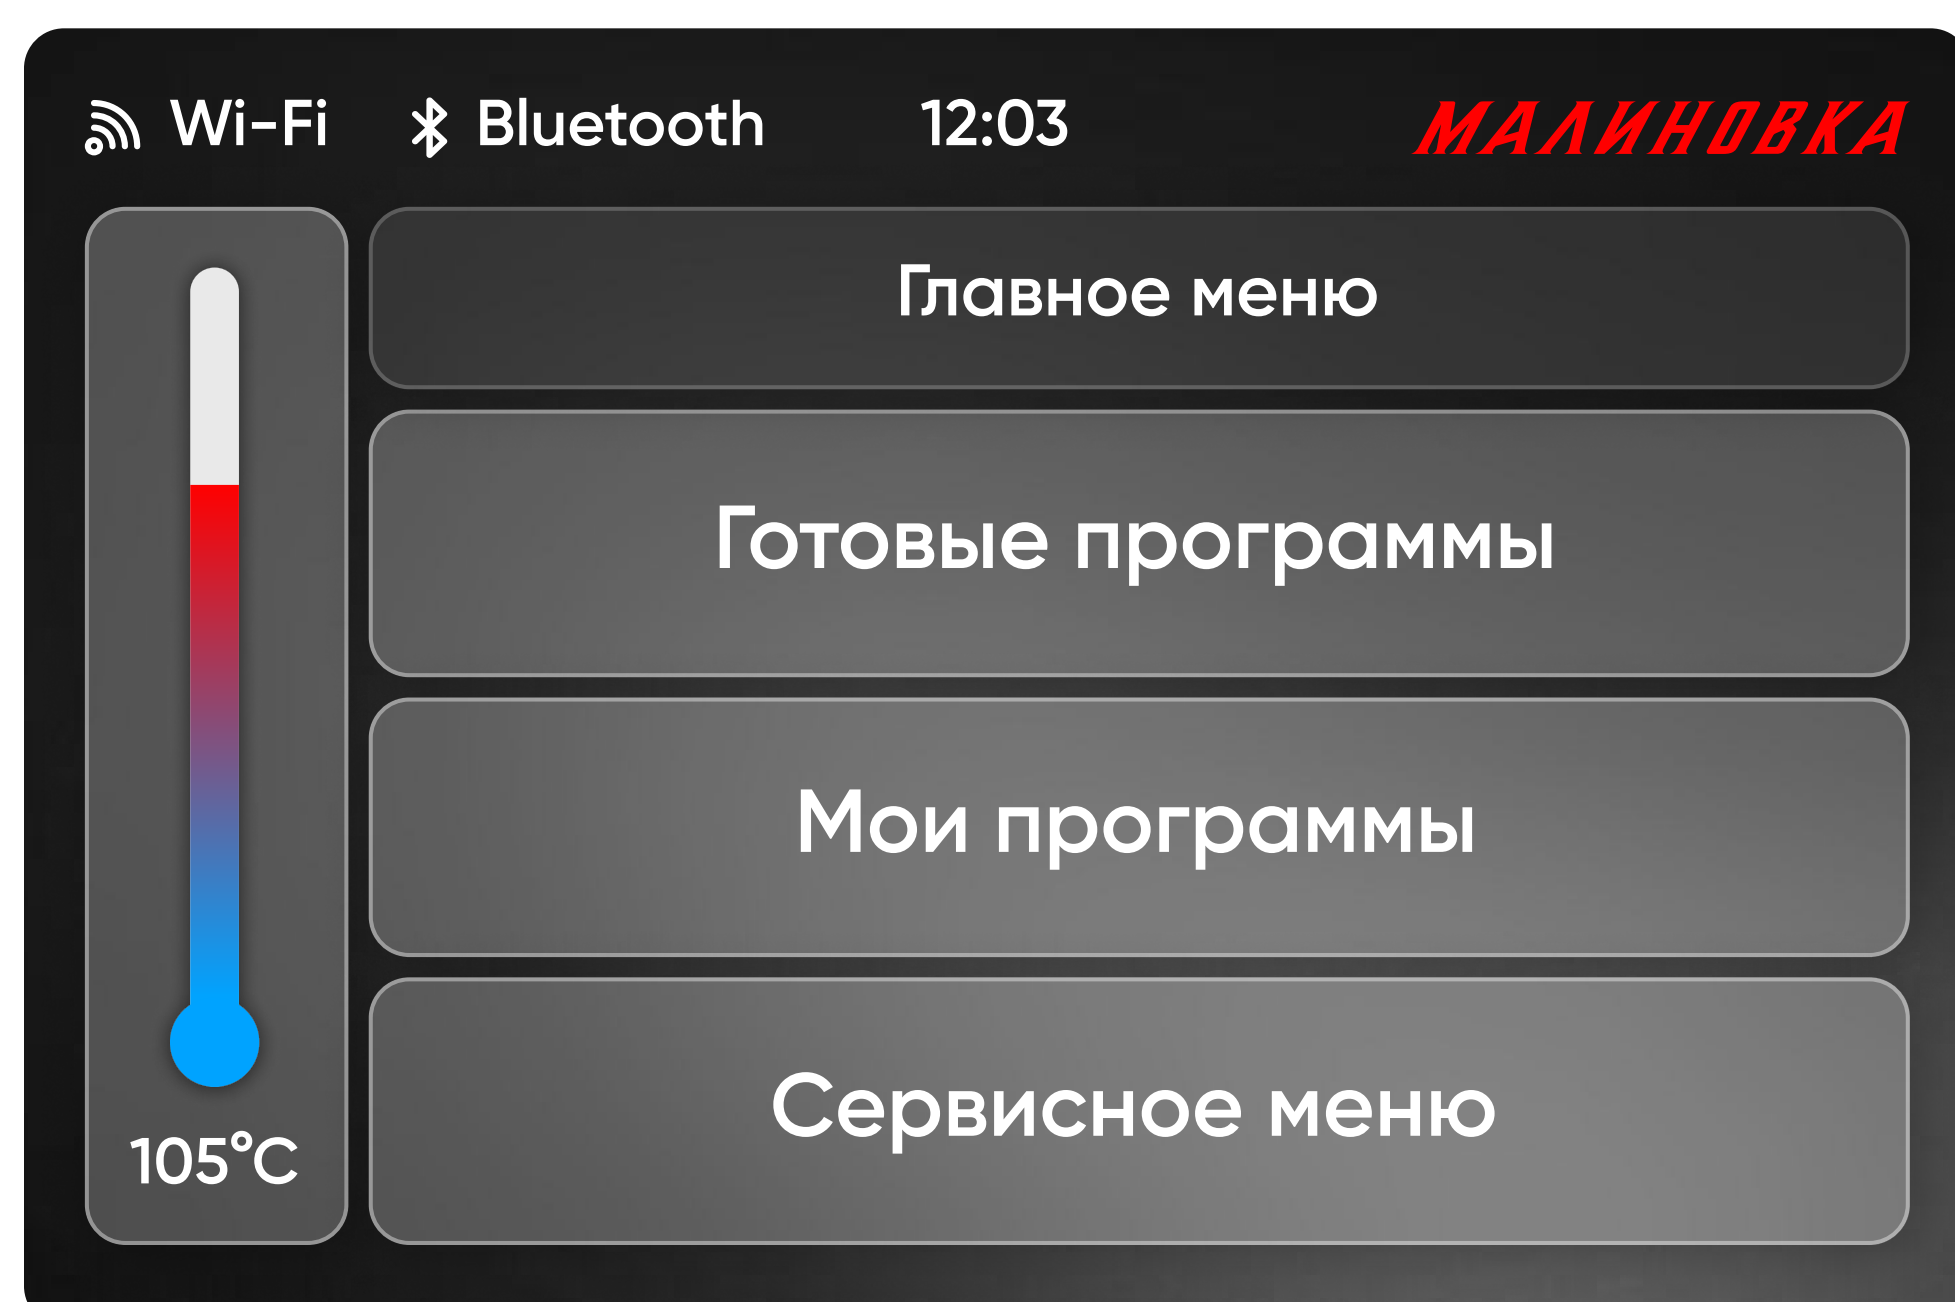 Wi-Fi Bluetooth 12:03 МАЛИНОВКА
Главное меню
Готовые программы
Мои программы
Сервисное меню
105°C